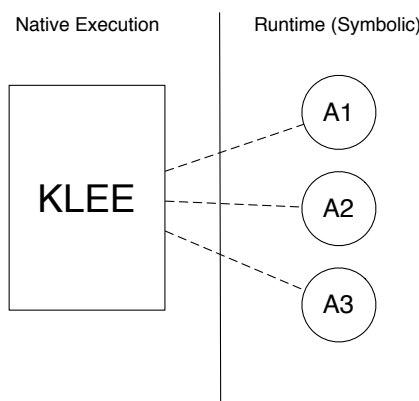 Native Execution
Runtime (Symbolic)
KLEE
A1
A2
A3